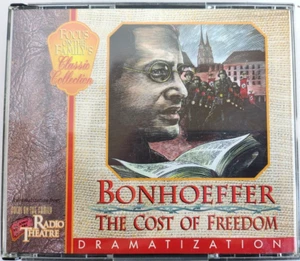 FOCUS
ON THE
FAMILY'S
Classic
Collection
BONHOEFFER
THE COST OF FREEDOM
FOCUS ON THE FAMILY
RADIO
THEATRE
DRAMATIZATION